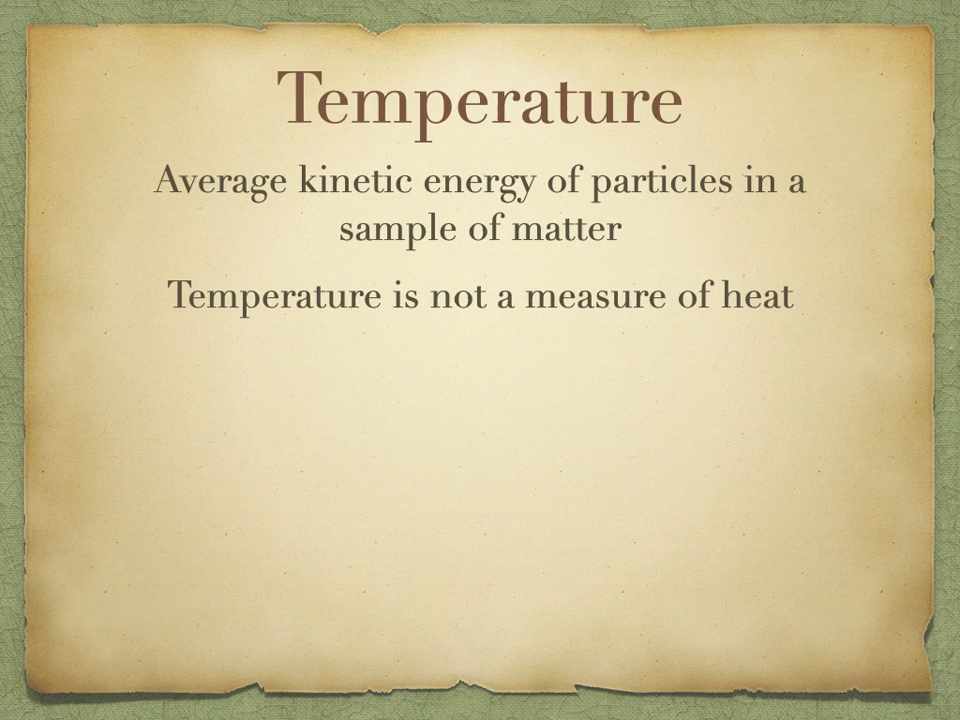 Temperature
Average kinetic energy of particles in a
sample of matter
Temperature is not a measure of heat